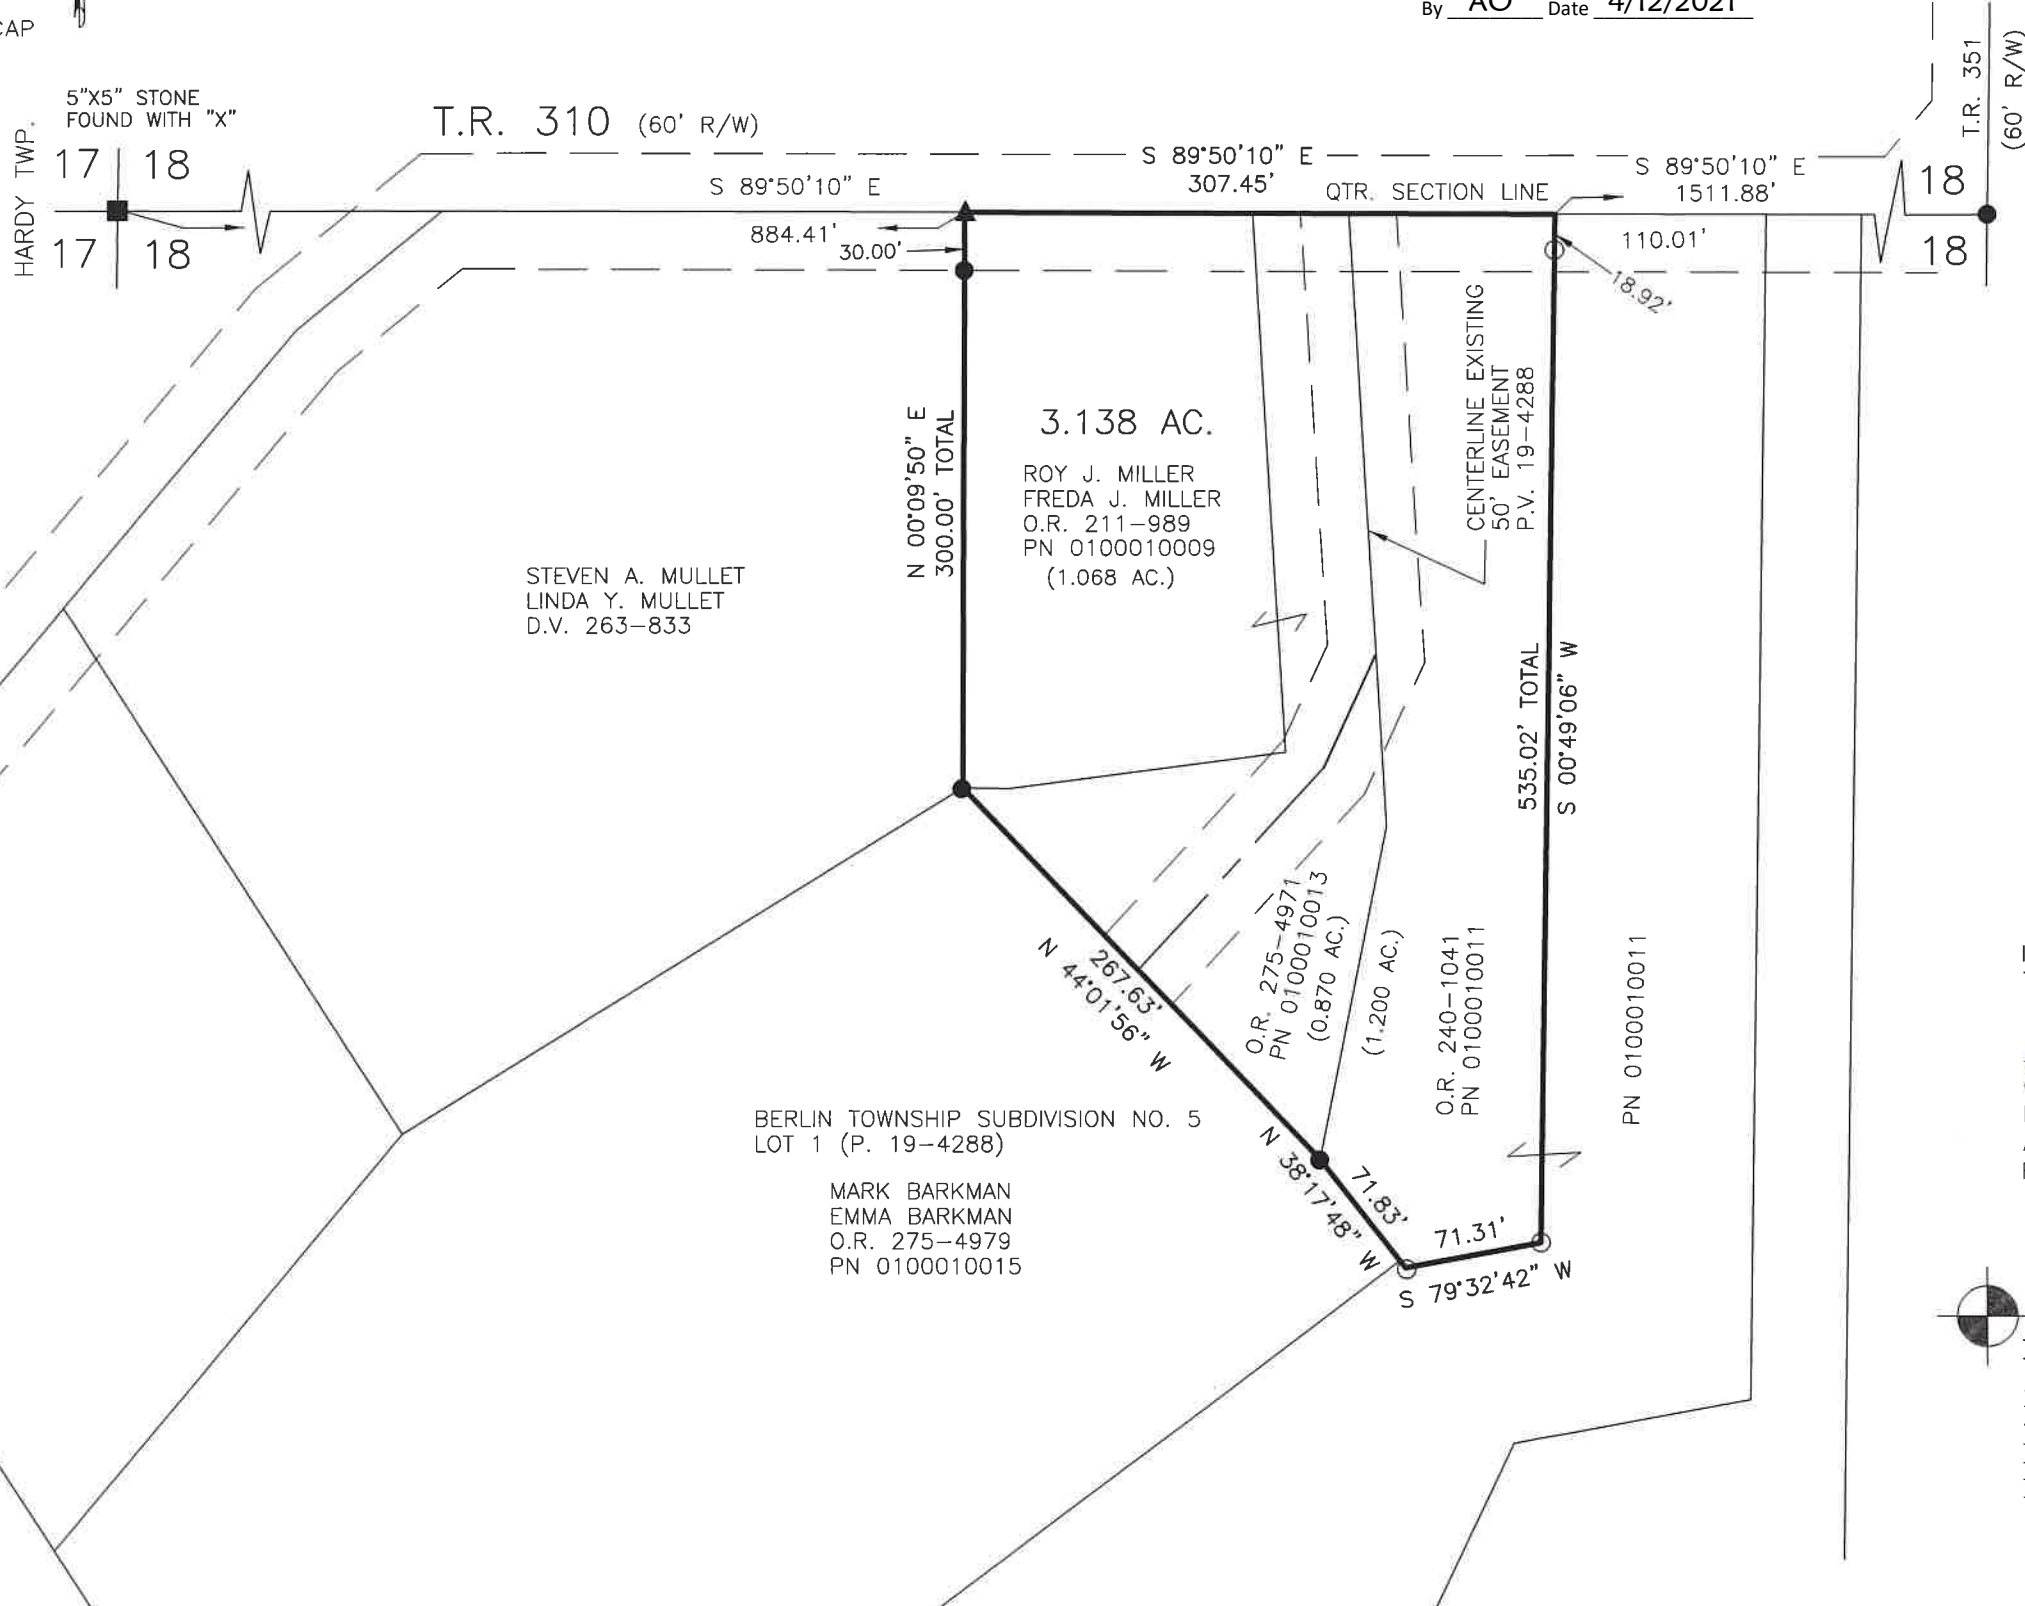 CAP
By AO Date 4/12/2021
5"X5" STONE
FOUND WITH "X"
HARDY TWP.
17 18
17 18
T.R. 310 (60' R/W)
S 89°50'10" E
884.41'
30.00'
S 89°50'10" E
307.45'
QTR. SECTION LINE
S 89°50'10" E
1511.88'
110.01'
18.92'
18
18
T.R. 351
(60' R/W)
N 00°09'50" E
300.00' TOTAL
3.138 AC.
ROY J. MILLER
FREDA J. MILLER
O.R. 211-989
PN 0100010009
(1.068 AC.)
CENTERLINE EXISTING
50' EASEMENT
P.V. 19-4288
STEVEN A. MULLET
LINDA Y. MULLET
D.V. 263-833
535.02' TOTAL
S 00°49'06" W
267.63'
N 44°01'56" W
O.R. 275-4971
PN 0100010013
(0.870 AC.)
(1.200 AC.)
O.R. 240-1041
PN 0100010011
PN 0100010011
BERLIN TOWNSHIP SUBDIVISION NO. 5
LOT 1 (P. 19-4288)
MARK BARKMAN
EMMA BARKMAN
O.R. 275-4979
PN 0100010015
71.83'
N 38°17'48" W
71.31'
S 79°32'42" W